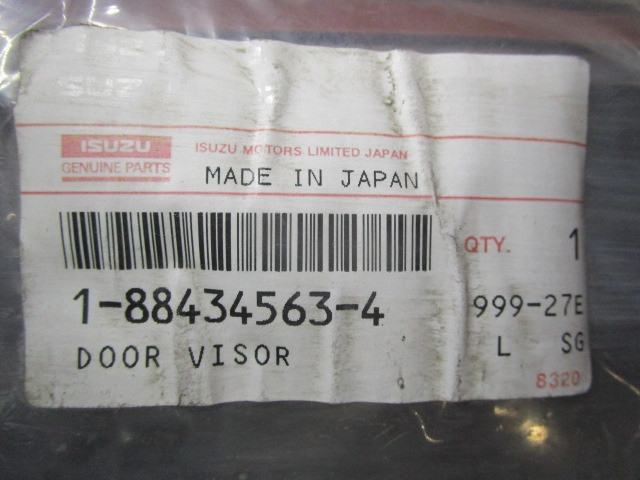 ISUZU
GENUINE PARTS
ISUZU MOTORS LIMITED JAPAN
MADE IN JAPAN
QTY. 1
1-88434563-4
999-27E
DOOR VISOR
L SG
8320